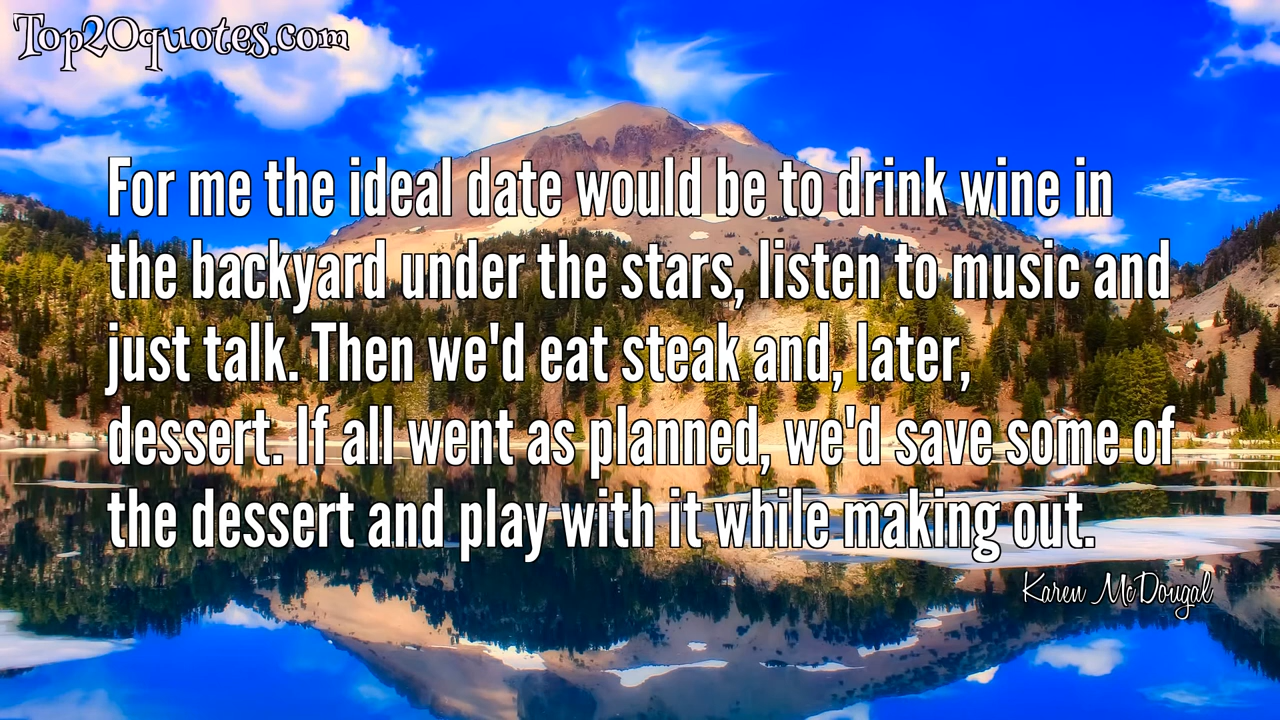 Top20quotes.com
For me the ideal date would be to drink wine in
the backyard under the stars, listen to music and
just talk. Then we'd eat steak and, later,
dessert. If all went as planned, we'd save some of
the dessert and play with it while making out.
Karen McDougal